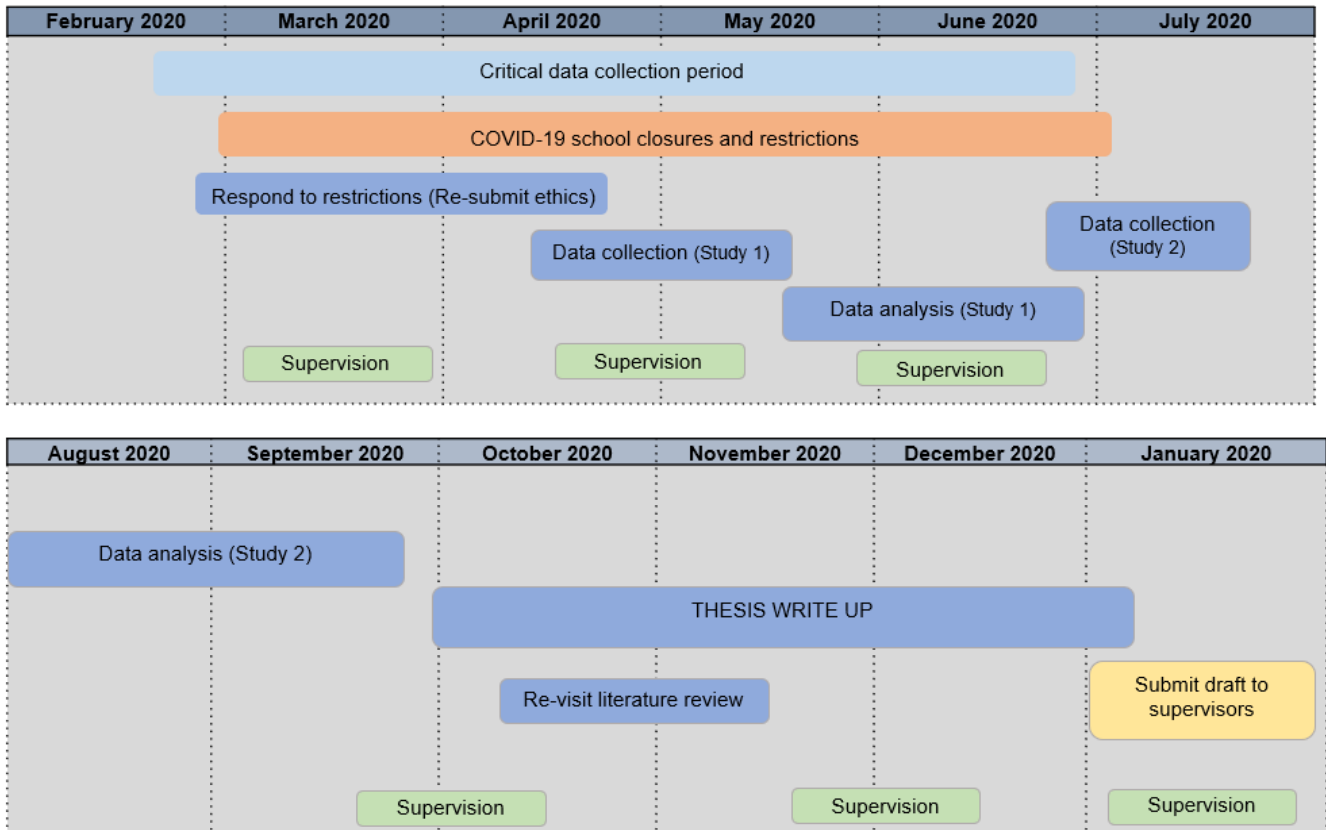 February 2020
March 2020
April 2020
May 2020
June 2020
July 2020
Critical data collection period
COVID-19 school closures and restrictions
Respond to restrictions (Re-submit ethics)
Data collection
(Study 2)
Data collection (Study 1)
Data analysis (Study 1)
Supervision
Supervision
Supervision
August 2020
September 2020
October 2020
November 2020
December 2020
January 2020
Data analysis (Study 2)
THESIS WRITE UP
Re-visit literature review
Submit draft to
supervisors
Supervision
Supervision
Supervision